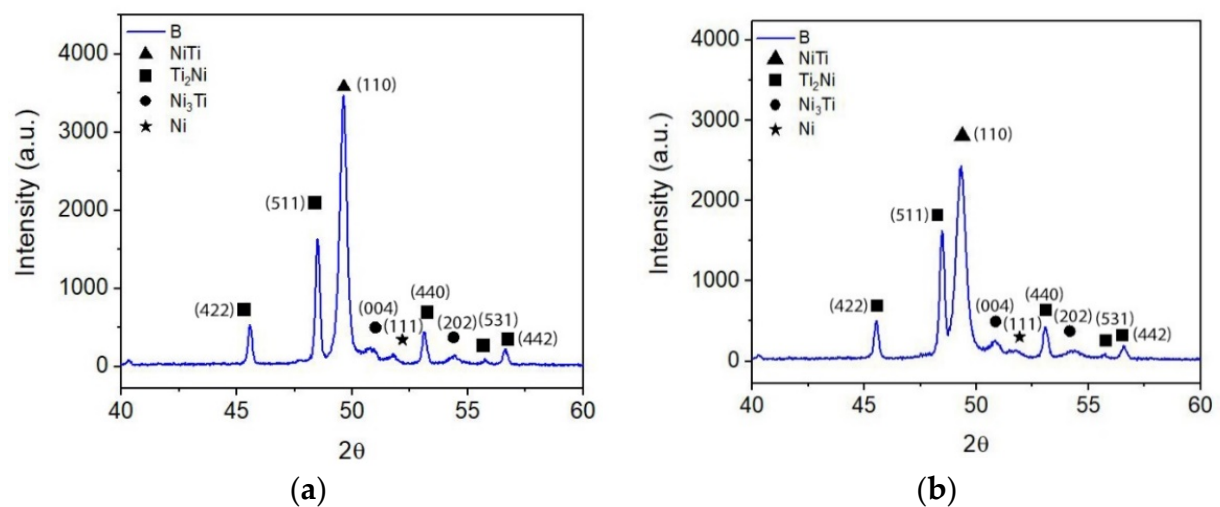 B
NiTi
Ti₂Ni
Ni₃Ti
Ni
(110)
(511)
(422)
(004)
(111)
(440)
(202)
(531)
(442)
4000
3000
2000
1000
0
Intensity (a.u.)
40 45 50 55 60
2θ
(a)
B
NiTi
Ti₂Ni
Ni₃Ti
Ni
(110)
(511)
(422)
(004)
(111)
(440)
(202)
(531)
(442)
4000
3000
2000
1000
0
Intensity (a.u.)
40 45 50 55 60
2θ
(b)